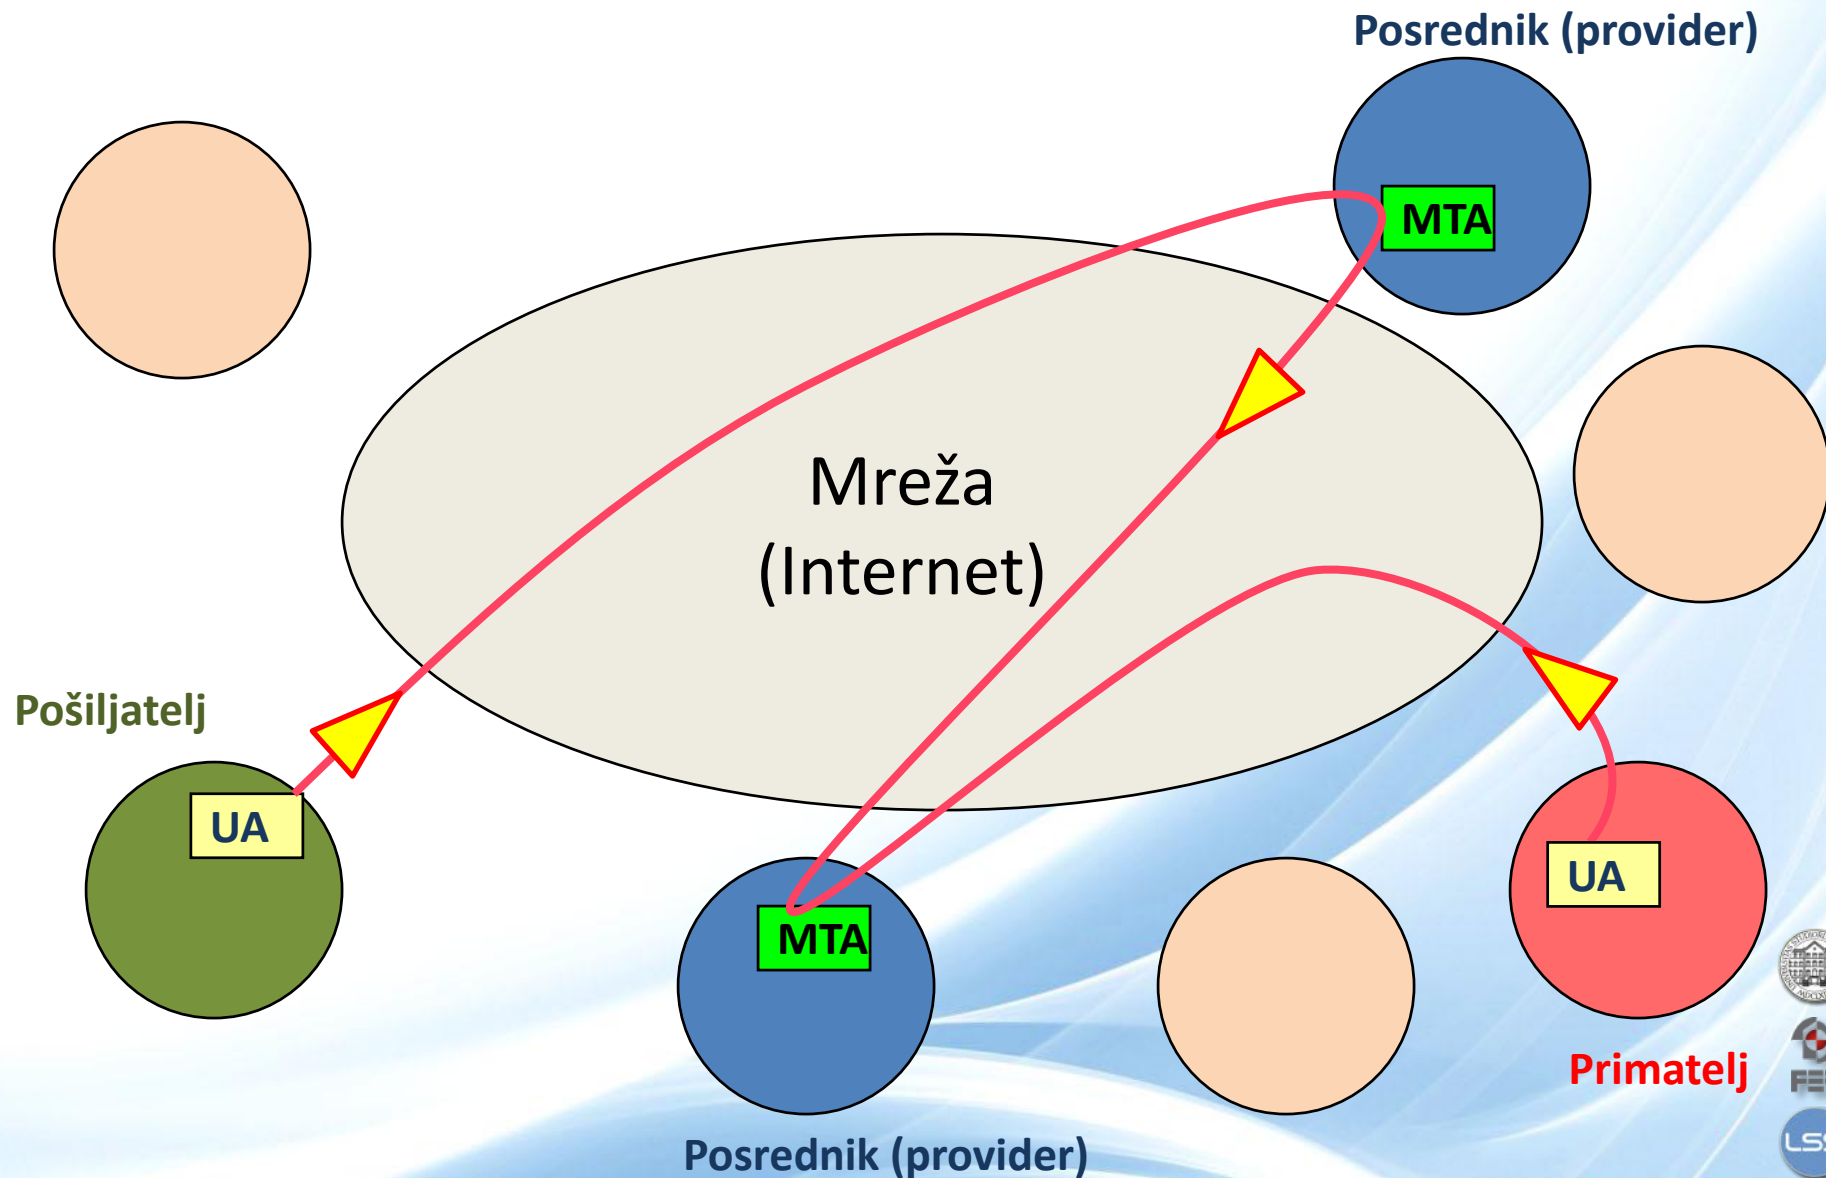 Posrednik (provider)
MTA
Mreža
(Internet)
Pošiljatelj
UA
UA
MTA
Primatelj
Posrednik (provider)